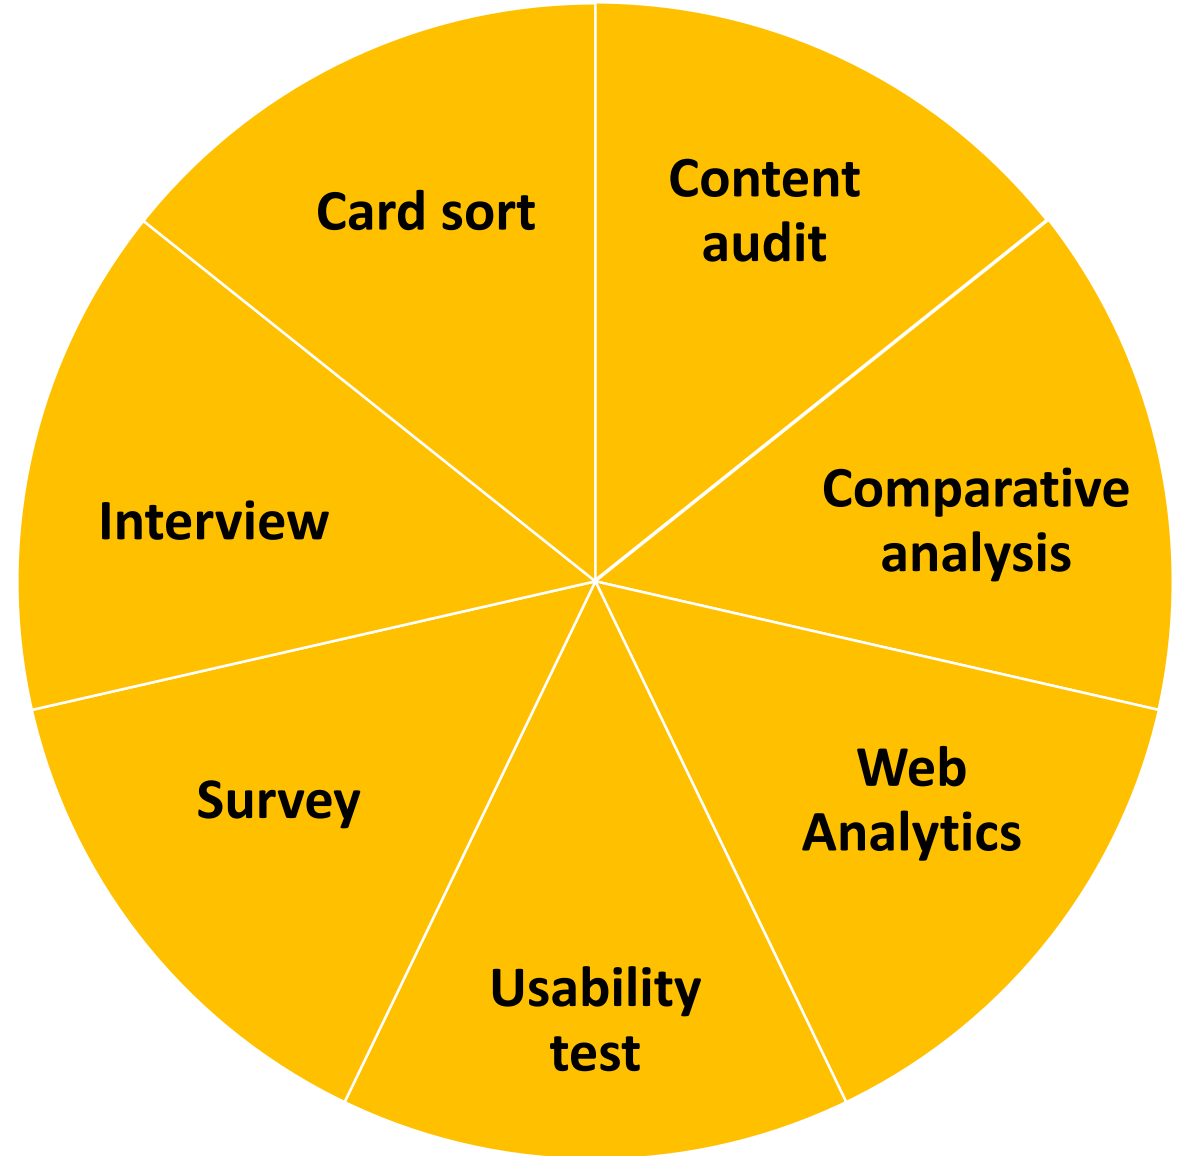 Content
audit
Comparative
analysis
Web
Analytics
Usability
test
Survey
Interview
Card sort